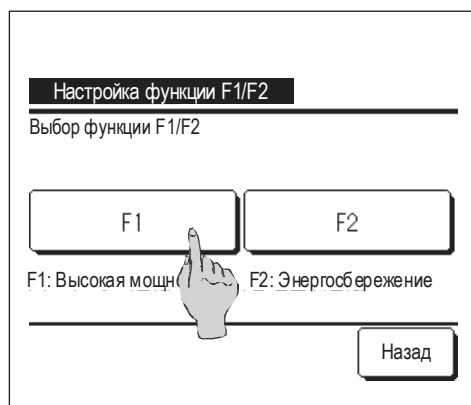 Настройка функции F1/F2
Выбор функции F1/F2
F1 F2
F1: Высокая F2: Энергосбережение
Назад